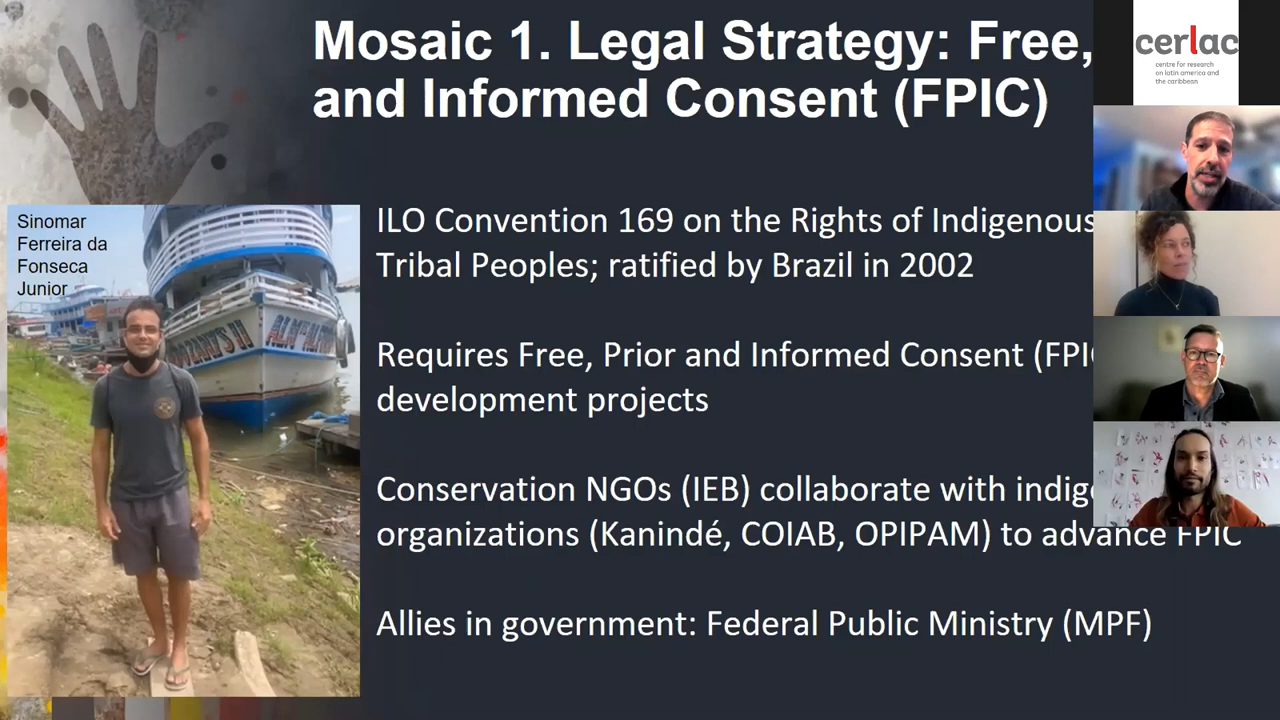 Mosaic 1. Legal Strategy: Free,
and Informed Consent (FPIC)
cerlac
centre for research
on latin america and
the caribbean
Sinomar
Ferreira da
Fonseca
Junior
ILO Convention 169 on the Rights of Indigenous
Tribal Peoples; ratified by Brazil in 2002
Requires Free, Prior and Informed Consent
development projects
Conservation NGOs (IEB) collaborate with
organizations (Kanindé, COIAB, OPIPAM) to advance FPIC
Allies in government: Federal Public Ministry (MPF)